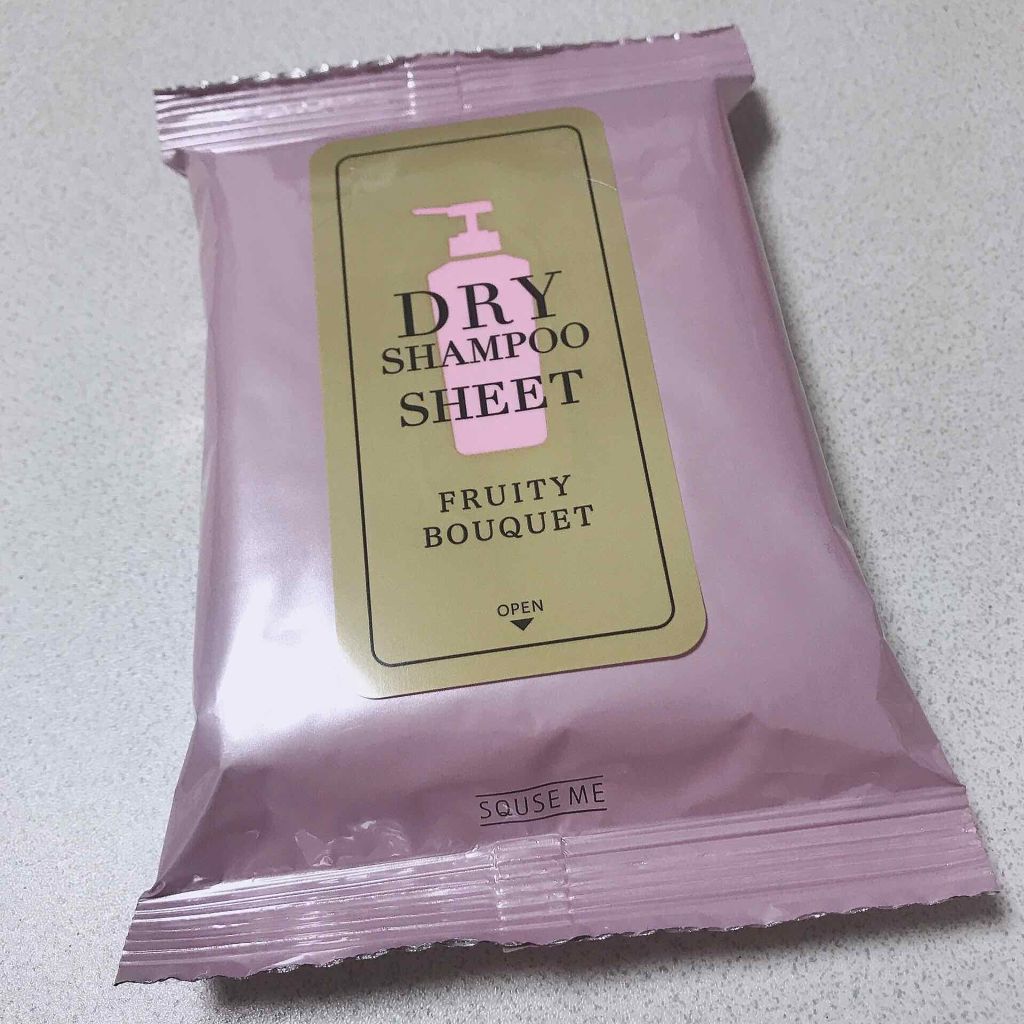 DRY
SHAMPOO
SHEET
FRUITY
BOUQUET
OPEN
SQUSE ME